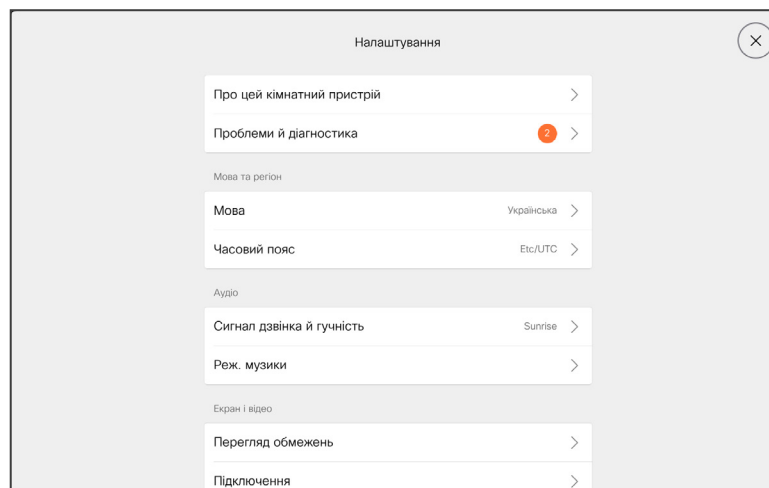 Налаштування
Про цей кімнатний пристрій
Проблеми й діагностика 2
Мова та регіон
Мова Українська
Часовий пояс Etc/UTC
Аудіо
Сигнал дзвінка й гучність Sunrise
Реж. музики
Екран і відео
Перегляд обмежень
Підключення